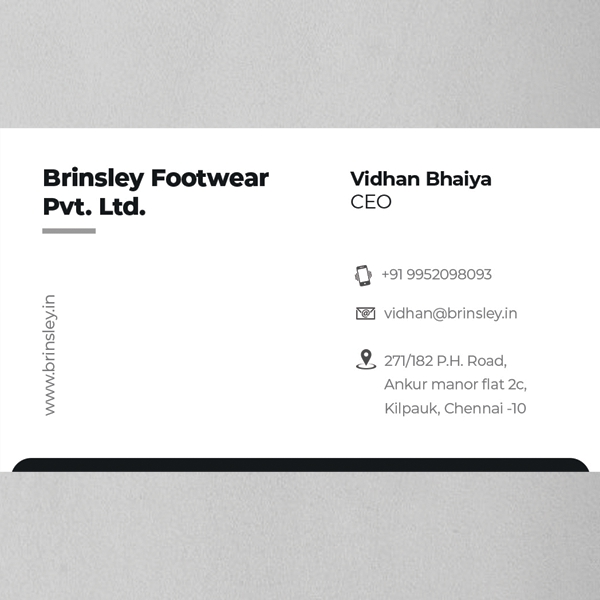 Brinsley Footwear
Pvt. Ltd.
www.brinsley.in
Vidhan Bhaiya
CEO
+91 9952098093
vidhan@brinsley.in
271/182 P.H. Road,
Ankur manor flat 2c,
Kilpauk, Chennai -10